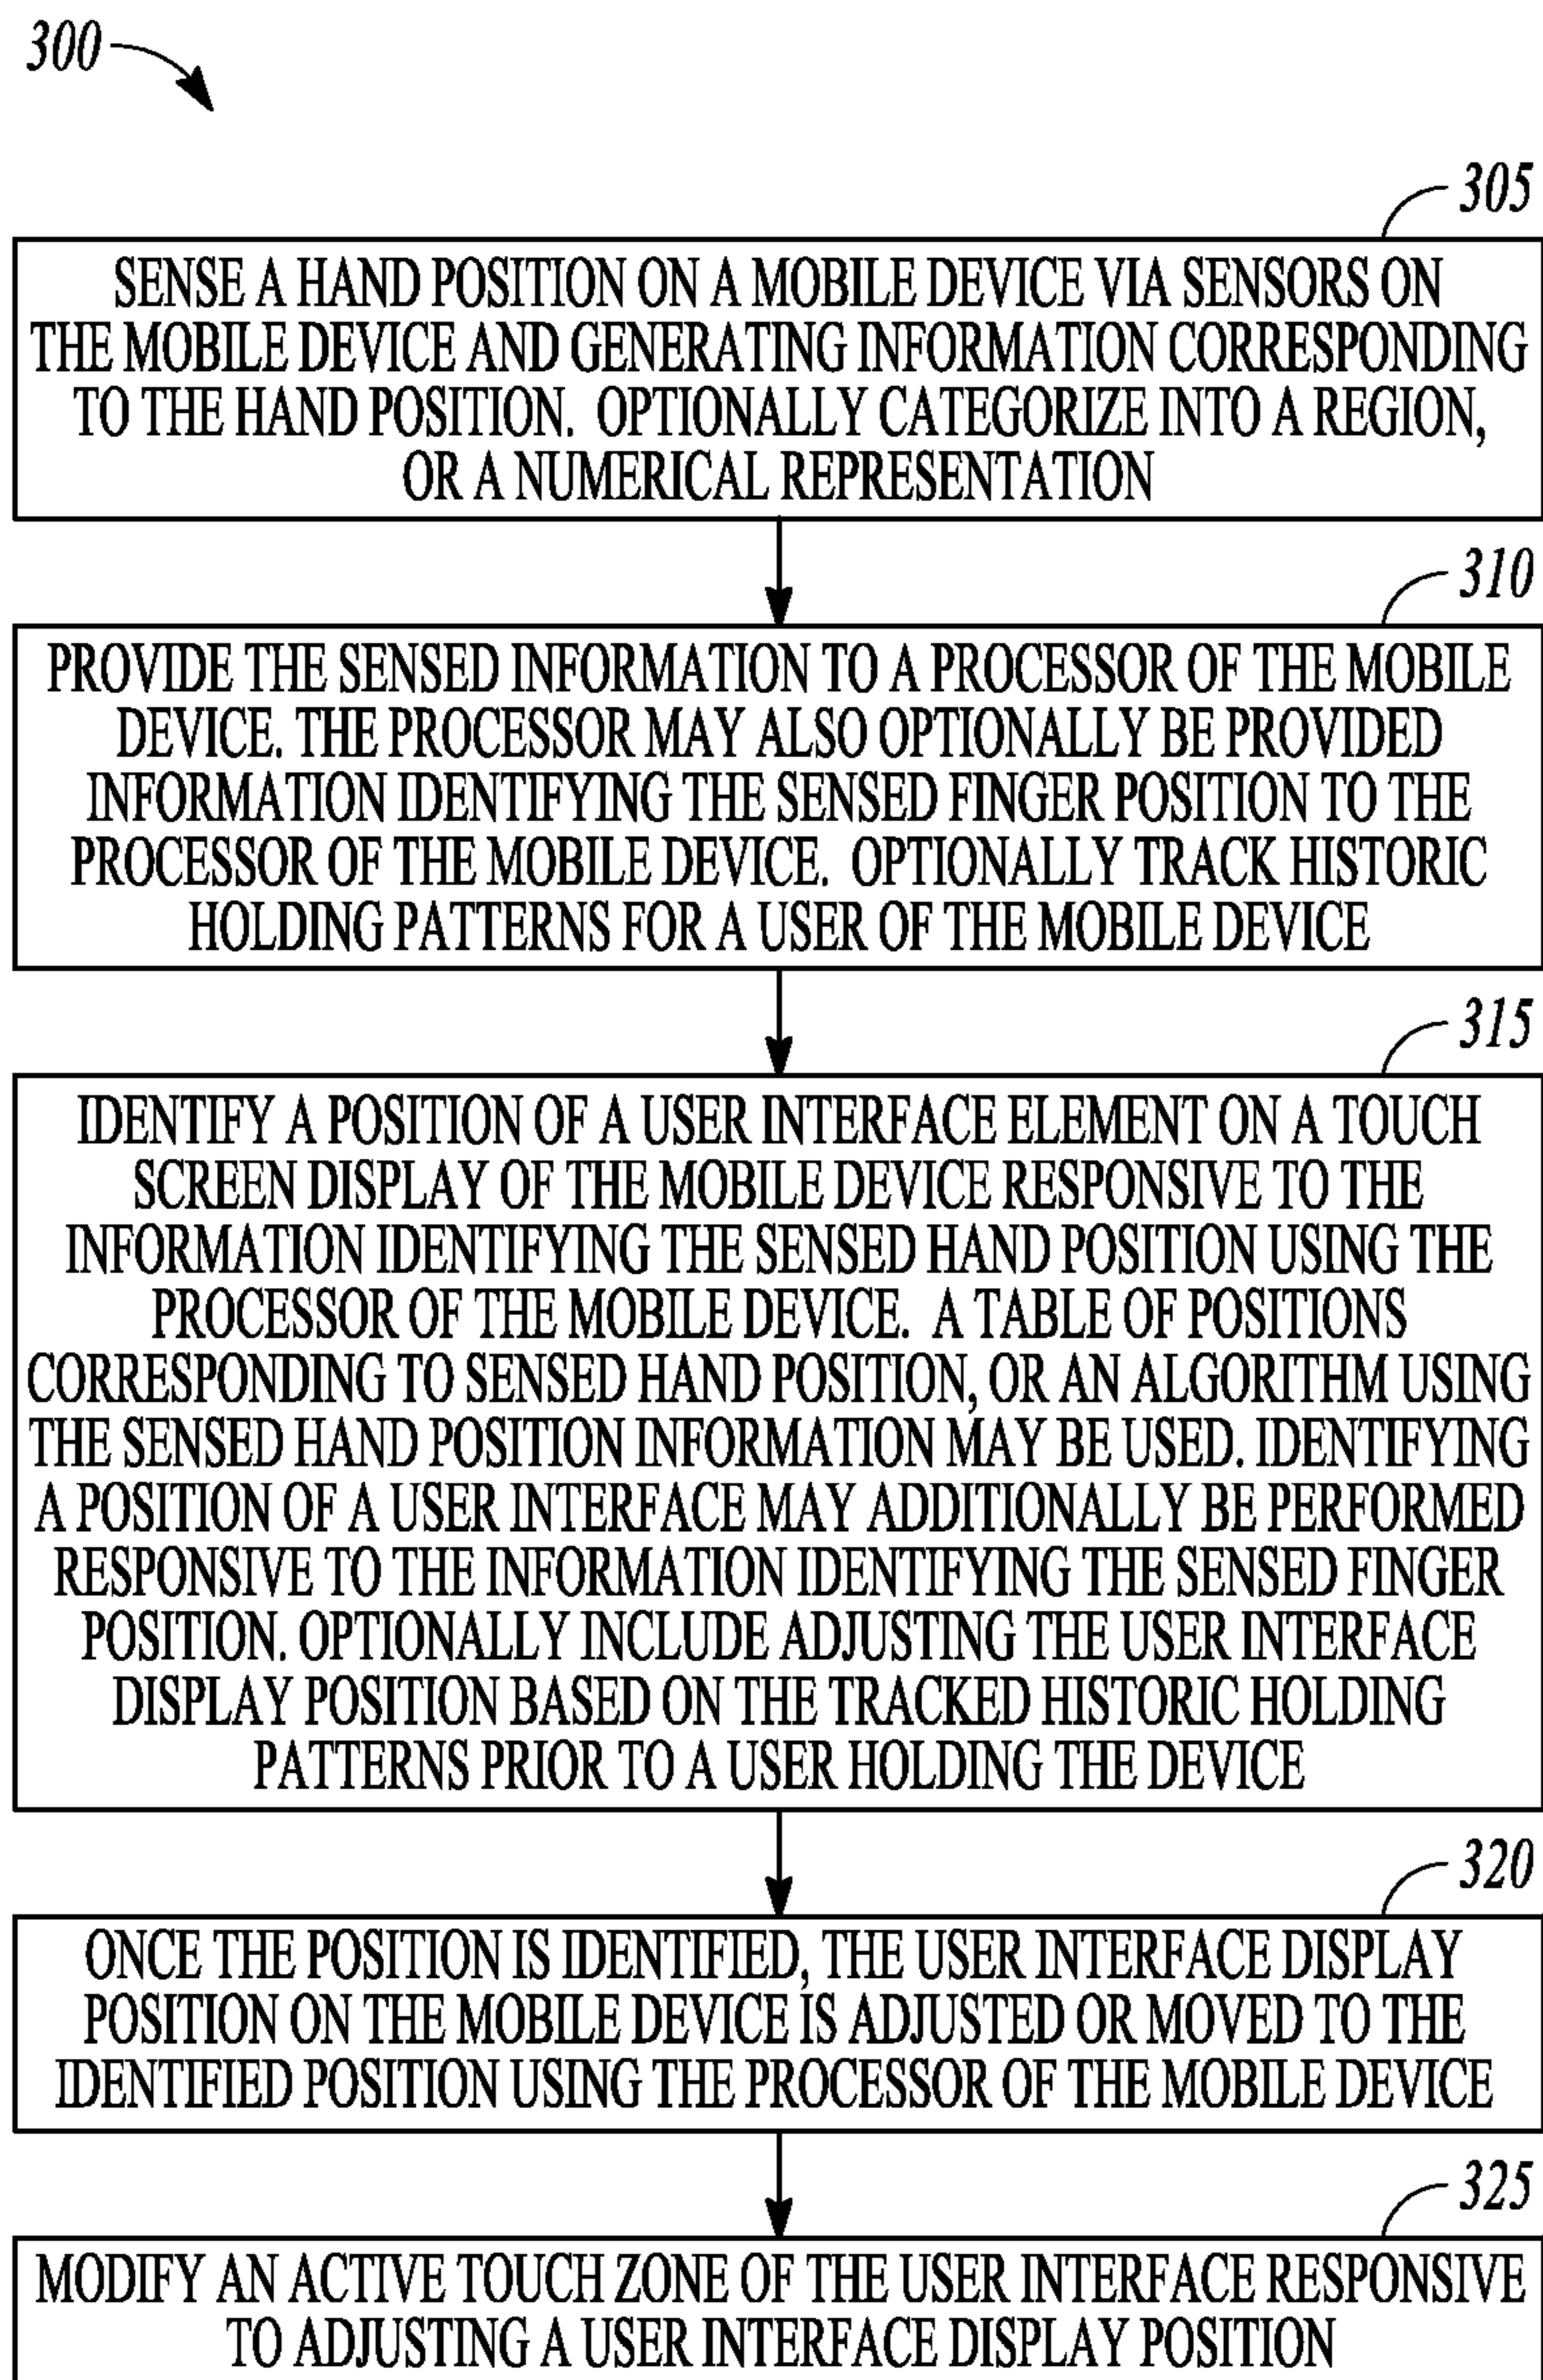 300
305
SENSE A HAND POSITION ON A MOBILE DEVICE VIA SENSORS ON
THE MOBILE DEVICE AND GENERATING INFORMATION CORRESPONDING
TO THE HAND POSITION. OPTIONALLY CATEGORIZE INTO A REGION,
OR A NUMERICAL REPRESENTATION
310
PROVIDE THE SENSED INFORMATION TO A PROCESSOR OF THE MOBILE
DEVICE. THE PROCESSOR MAY ALSO OPTIONALLY BE PROVIDED
INFORMATION IDENTIFYING THE SENSED FINGER POSITION TO THE
PROCESSOR OF THE MOBILE DEVICE. OPTIONALLY TRACK HISTORIC
HOLDING PATTERNS FOR A USER OF THE MOBILE DEVICE
315
IDENTIFY A POSITION OF A USER INTERFACE ELEMENT ON A TOUCH
SCREEN DISPLAY OF THE MOBILE DEVICE RESPONSIVE TO THE
INFORMATION IDENTIFYING THE SENSED HAND POSITION USING THE
PROCESSOR OF THE MOBILE DEVICE. A TABLE OF POSITIONS
CORRESPONDING TO SENSED HAND POSITION, OR AN ALGORITHM USING
THE SENSED HAND POSITION INFORMATION MAY BE USED. IDENTIFYING
A POSITION OF A USER INTERFACE MAY ADDITIONALLY BE PERFORMED
RESPONSIVE TO THE INFORMATION IDENTIFYING THE SENSED FINGER
POSITION. OPTIONALLY INCLUDE ADJUSTING THE USER INTERFACE
DISPLAY POSITION BASED ON THE TRACKED HISTORIC HOLDING
PATTERNS PRIOR TO A USER HOLDING THE DEVICE
320
ONCE THE POSITION IS IDENTIFIED, THE USER INTERFACE DISPLAY
POSITION ON THE MOBILE DEVICE IS ADJUSTED OR MOVED TO THE
IDENTIFIED POSITION USING THE PROCESSOR OF THE MOBILE DEVICE
325
MODIFY AN ACTIVE TOUCH ZONE OF THE USER INTERFACE RESPONSIVE
TO ADJUSTING A USER INTERFACE DISPLAY POSITION